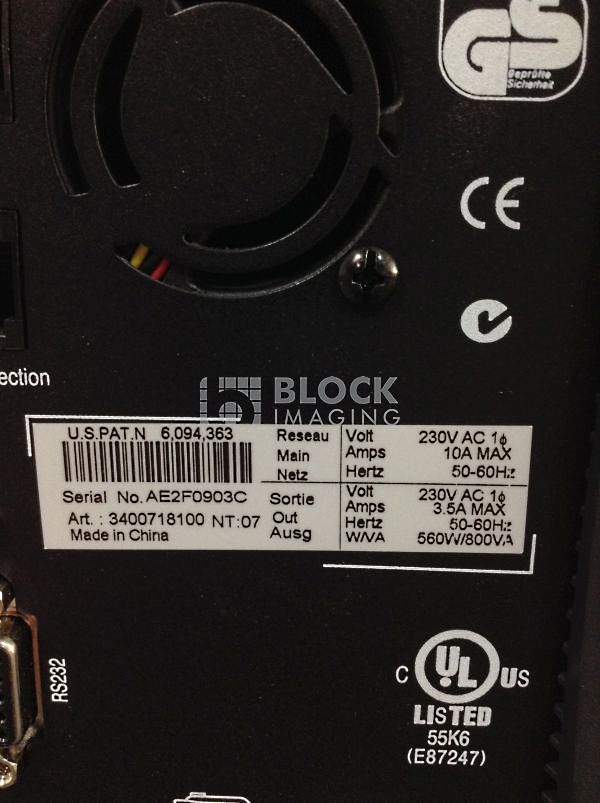 GS
Geprüfte
Sicherheit
CE
ection
BLOCK
IMAGING
U.S.PAT.N 6,094,363
Serial No. AE2F0903C
Art. : 3400718100 NT:07
Made in China
Reseau
Main
Netz
Volt 230V AC 1ϕ
Amps 10A MAX
Hertz 50-60Hz
Sortie
Out
Ausg
Volt 230V AC 1ϕ
Amps 3.5A MAX
Hertz 50-60Hz
W/VA 560W/800VA
RS232
C UL US
LISTED
55K6
(E87247)